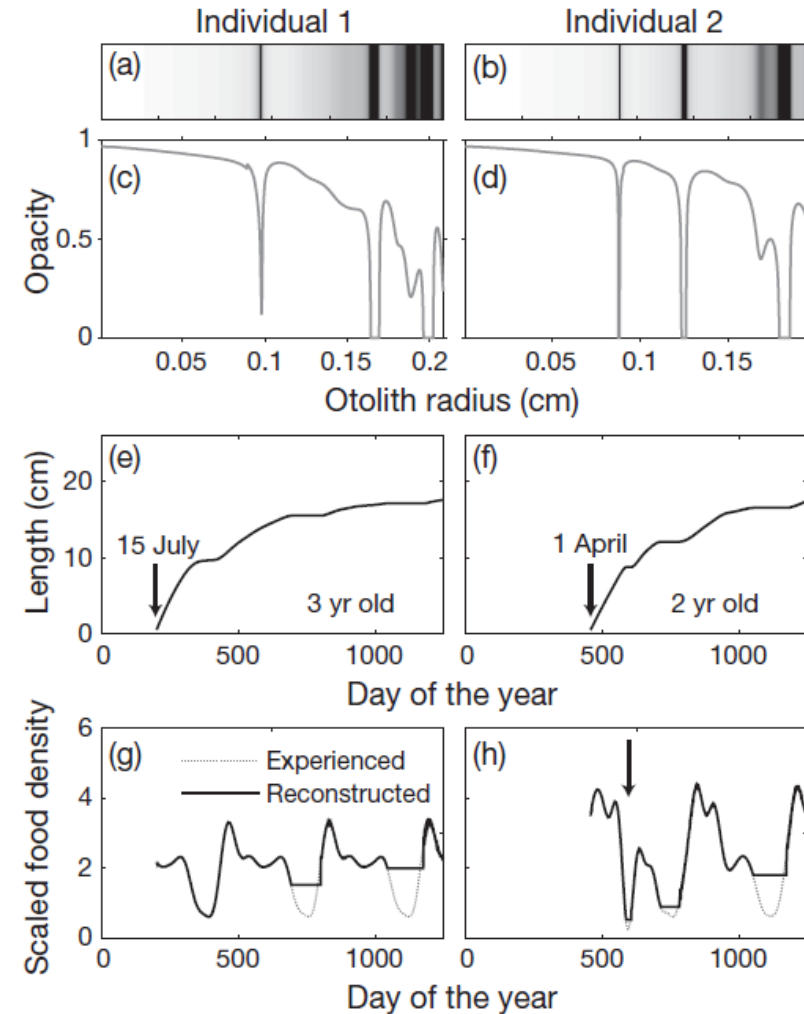 Individual 1 Individual 2
(a) (b)
1
(c) (d)
Opacity
0.5
0
0.05 0.1 0.15 0.2 0.05 0.1 0.15
Otolith radius (cm)
(e) (f)
Length (cm)
20
15 July 1 April
10
3 yr old 2 yr old
0
0 500 1000 0 500 1000
Day of the year
6
(g) (h)
Scaled food density
Experienced
4
Reconstructed
2
0
0 500 1000 0 500 1000
Day of the year